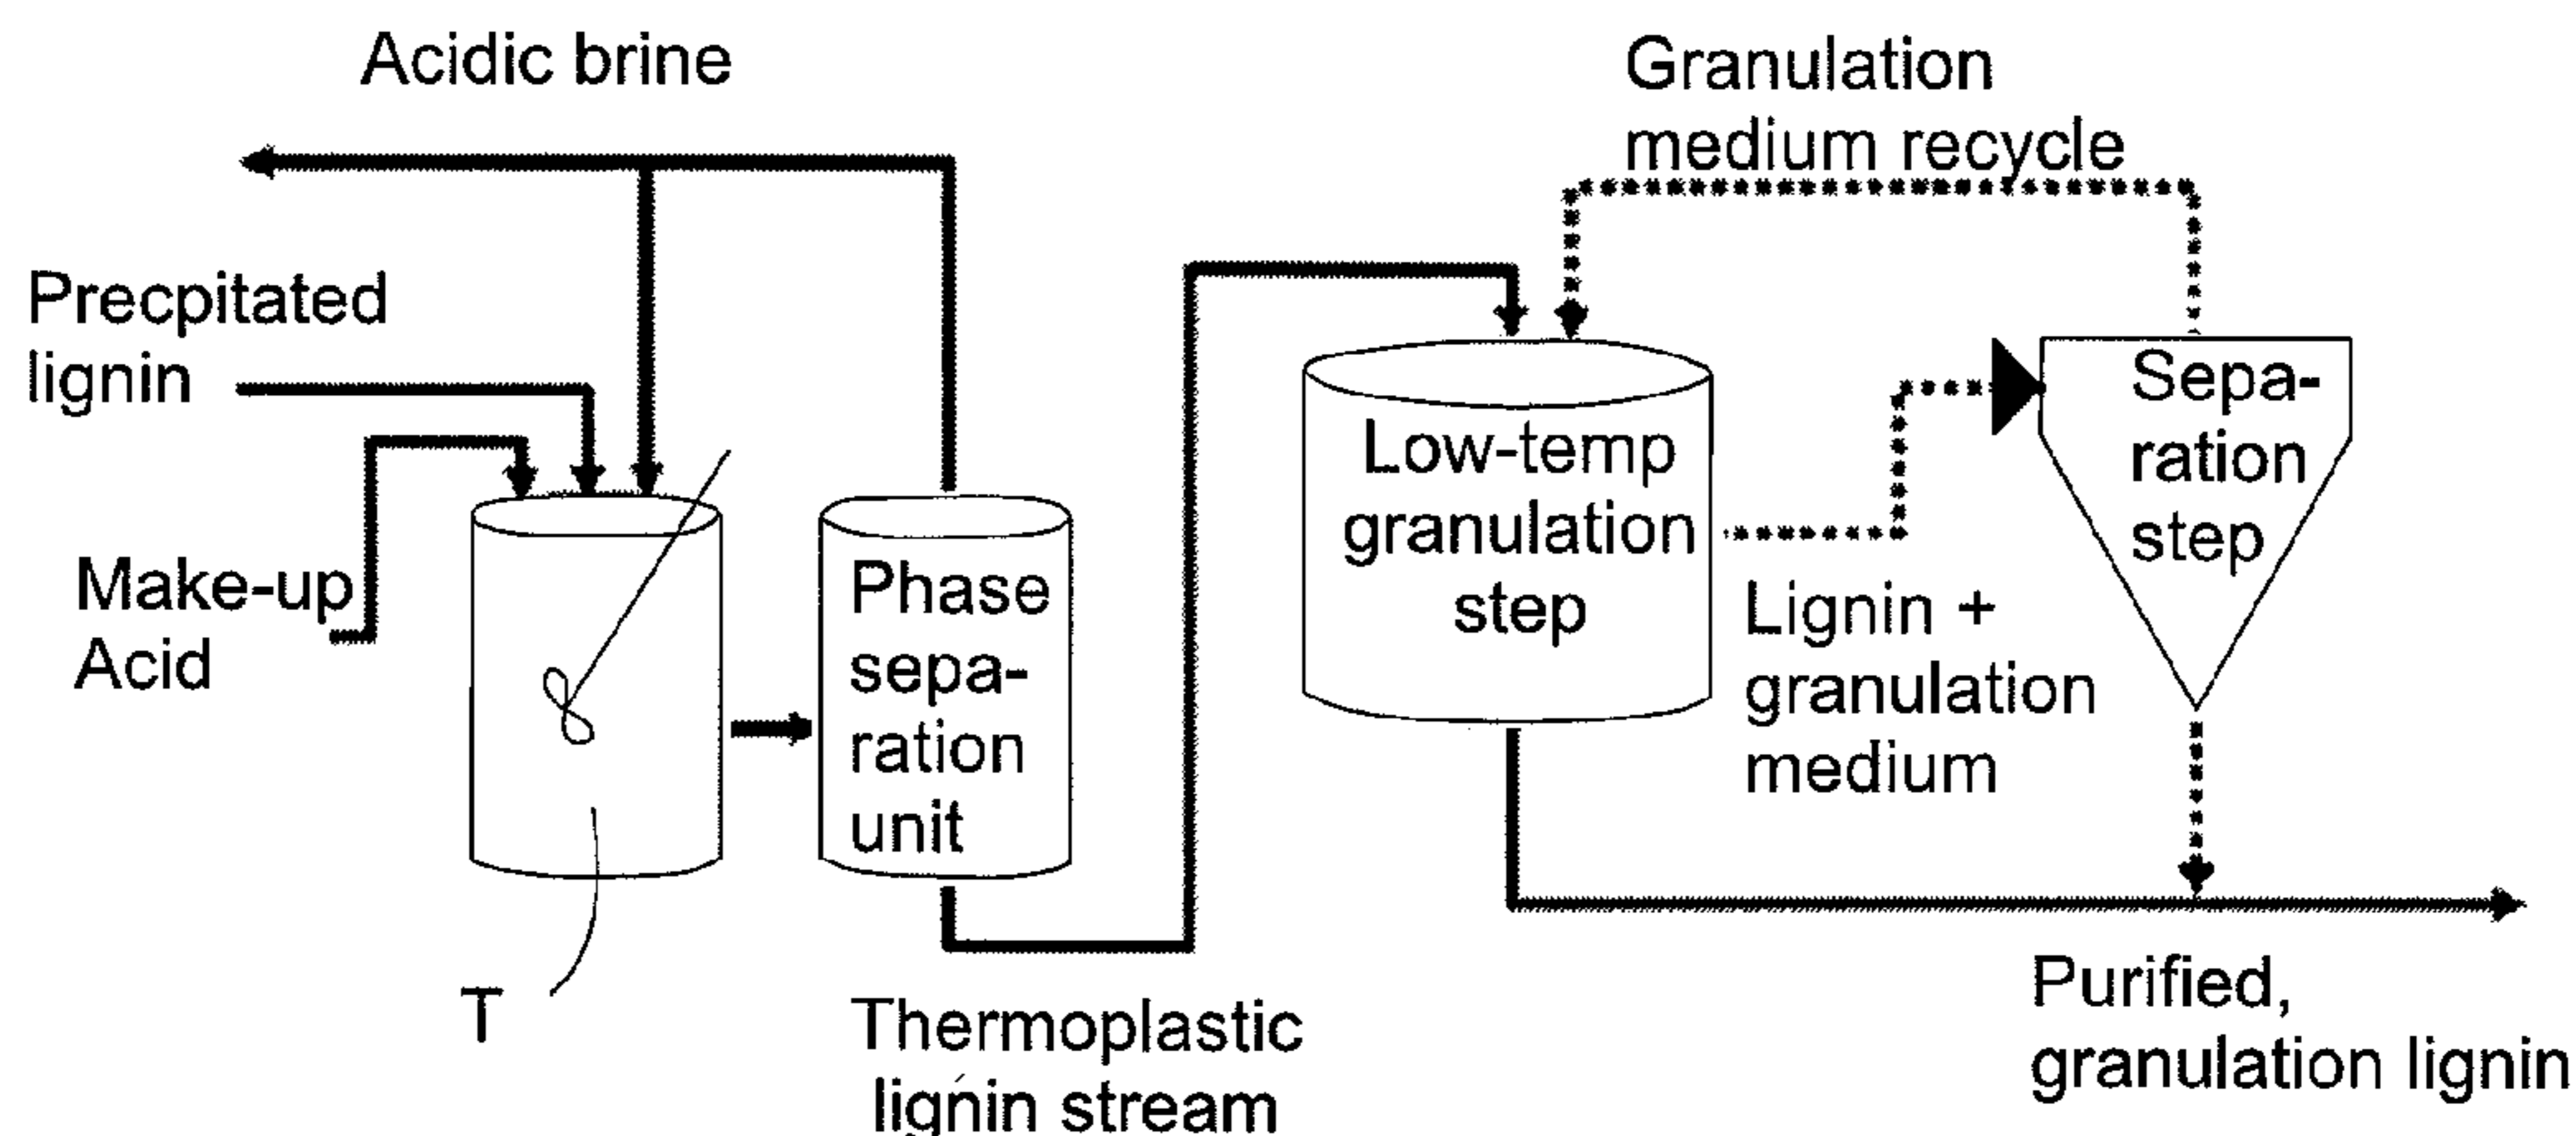 Acidic brine
Granulation
medium recycle
Precpitated
lignin
Make-up
Acid
Phase
sepa-
ration
unit
Low-temp
granulation
step
Sepa-
ration
step
Lignin +
granulation
medium
T
Thermoplastic
lignin stream
Purified,
granulation lignin